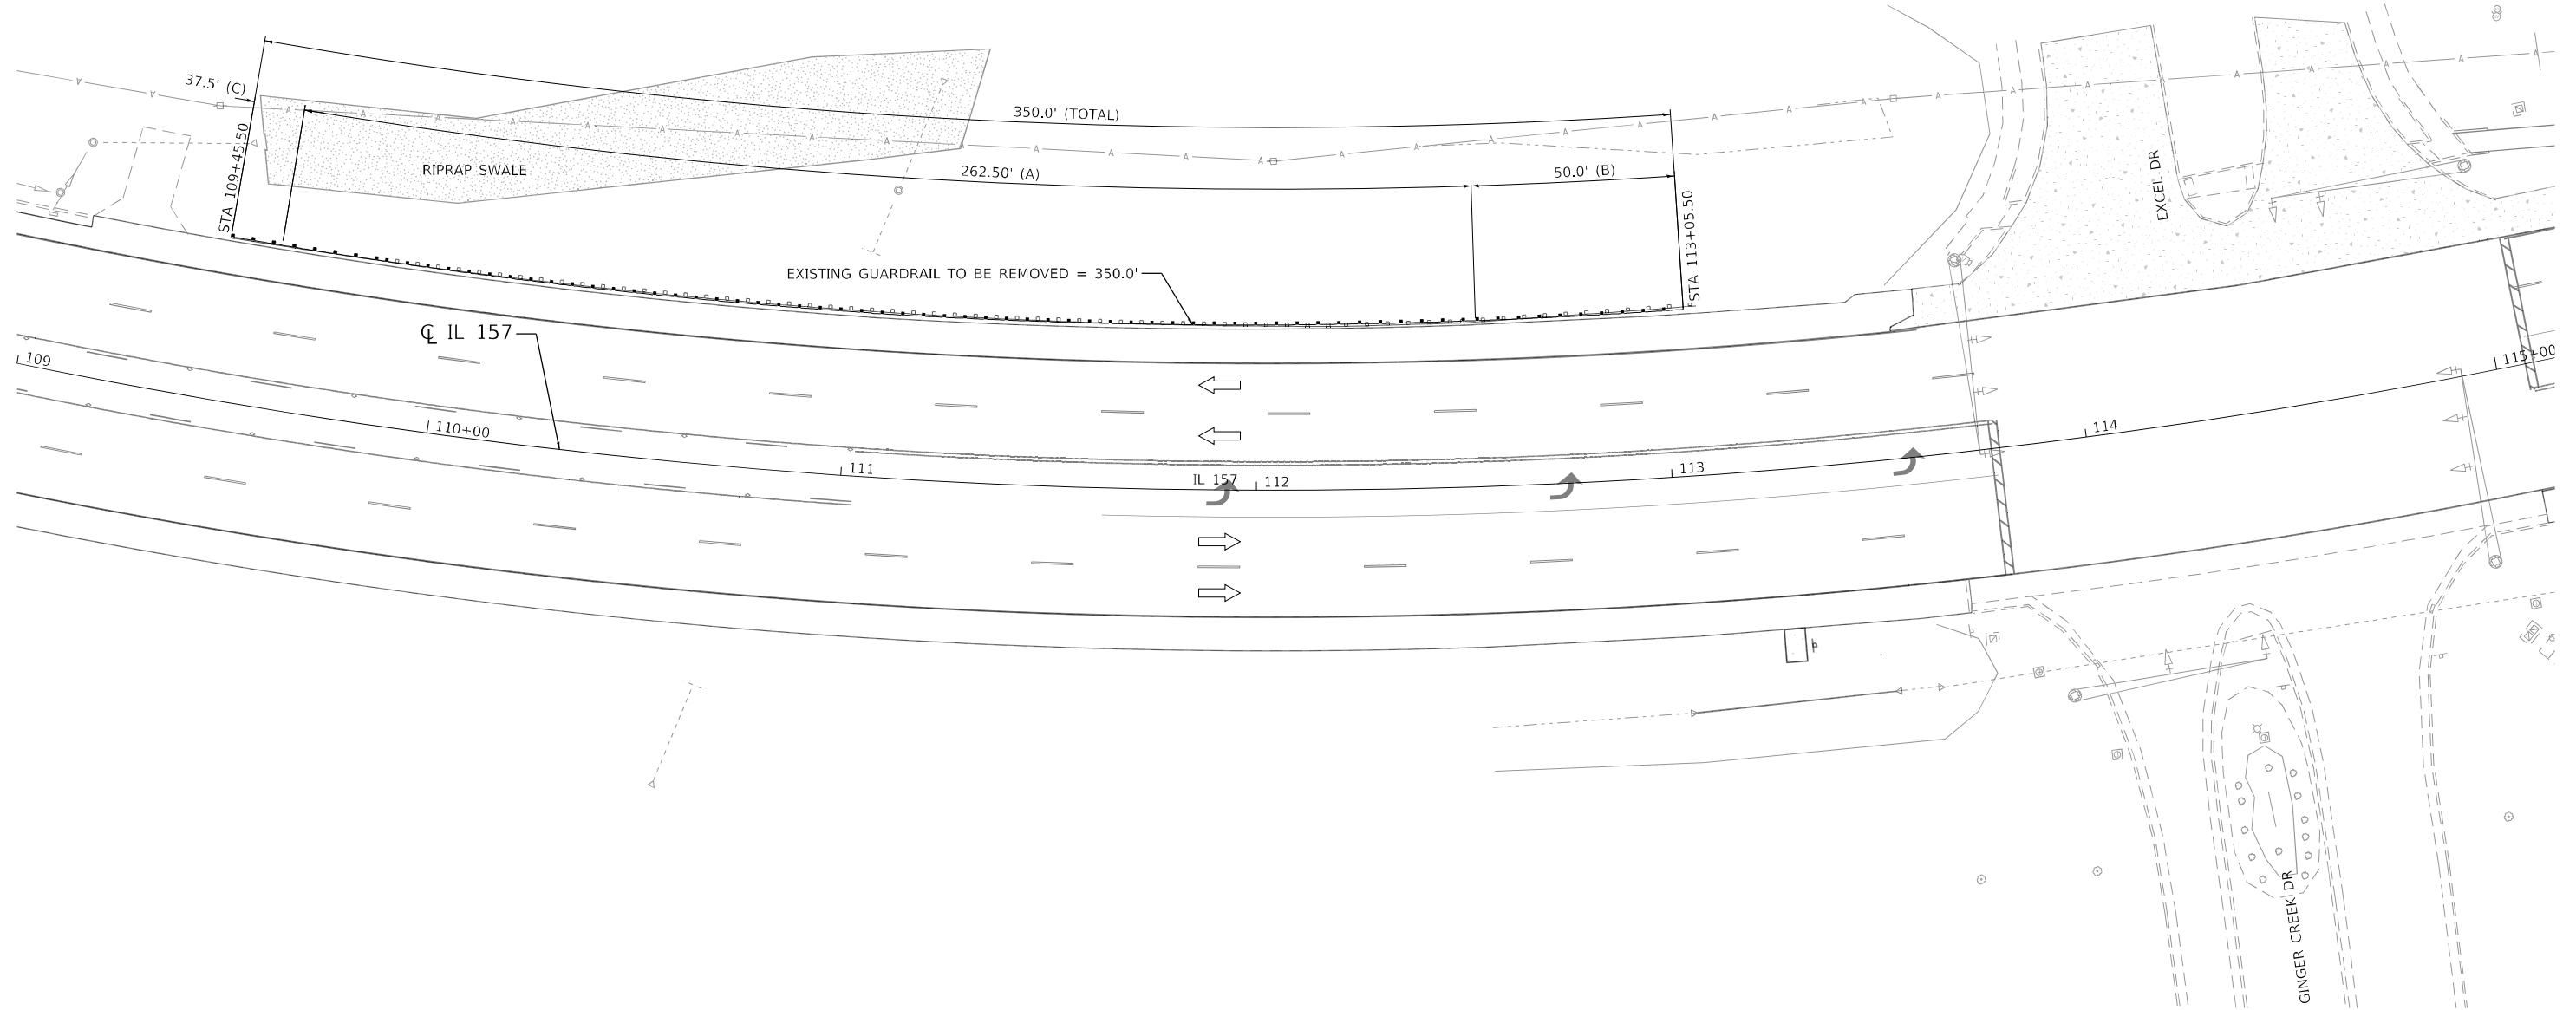 37.5' (C)
STA 109+45.50
350.0' (TOTAL)
262.50' (A)
50.0' (B)
RIPRAP SWALE
STA 113+05.50
EXISTING GUARDRAIL TO BE REMOVED = 350.0'
EXCEL DR
℄ IL 157
109
110+00
111
IL 157
112
113
114
115+00
GINGER CREEK DR
A A A A A A A A A A A A A A A A A A A A A A A A A A A A A A A